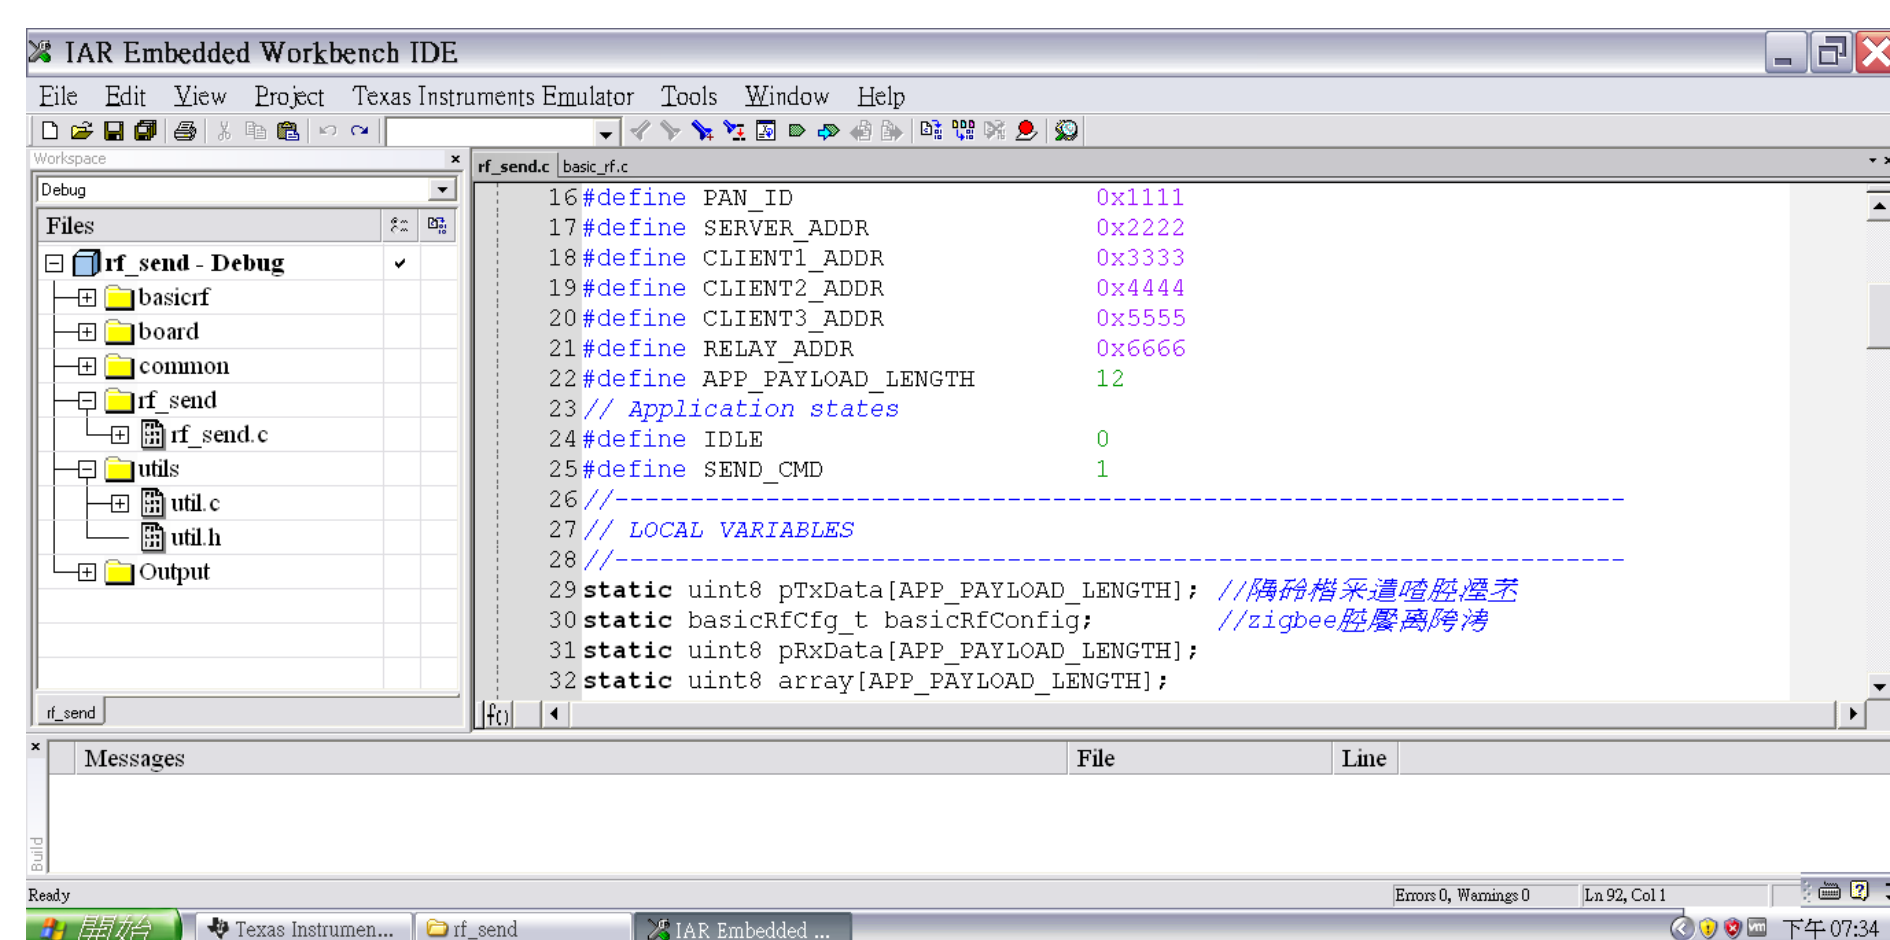 IAR Embedded Workbench IDE
File Edit View Project Texas Instruments Emulator Tools Window Help
Workspace
Debug
Files
rf_send - Debug
basicrf
board
common
rf_send
rf_send.c
utils
util.c
util.h
Output
rf_send
rf_send.c basic_rf.c
16 #define PAN_ID 0x1111
17 #define SERVER_ADDR 0x2222
18 #define CLIENT1_ADDR 0x3333
19 #define CLIENT2_ADDR 0x4444
20 #define CLIENT3_ADDR 0x5555
21 #define RELAY_ADDR 0x6666
22 #define APP_PAYLOAD_LENGTH 12
23 // Application states
24 #define IDLE 0
25 #define SEND_CMD 1
26 //-------------------------------------------------------------------
27 // LOCAL VARIABLES
28 //-------------------------------------------------------------------
29 static uint8 pTxData[APP_PAYLOAD_LENGTH]; //
30 static basicRfCfg_t basicRfConfig; //zigbee
31 static uint8 pRxData[APP_PAYLOAD_LENGTH];
32 static uint8 array[APP_PAYLOAD_LENGTH];
f()
Messages File Line
Build
Ready Errors 0, Warnings 0 Ln 92, Col 1
開始 Texas Instrumen... rf_send IAR Embedded ... 下午 07:34